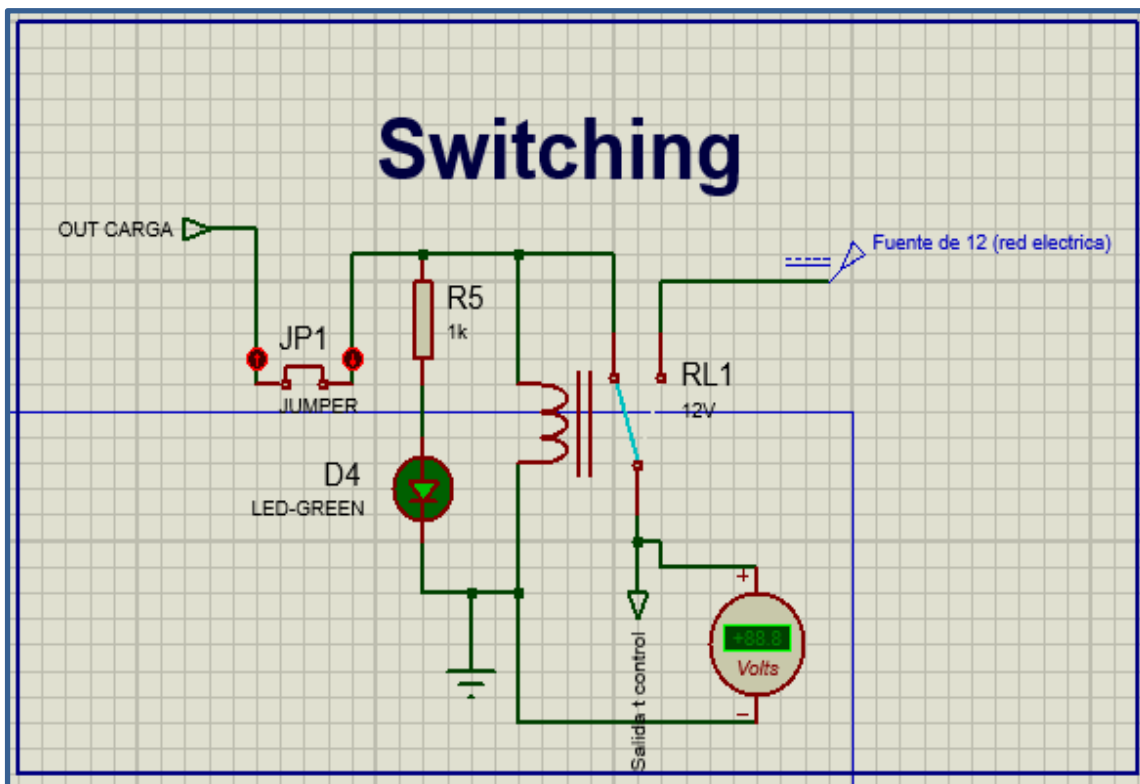 Switching
OUT CARGA
Fuente de 12 (red electrica)
R5
1k
JP1
JUMPER
RL1
12V
D4
LED-GREEN
+
+88.8
Volts
−
Salida t control